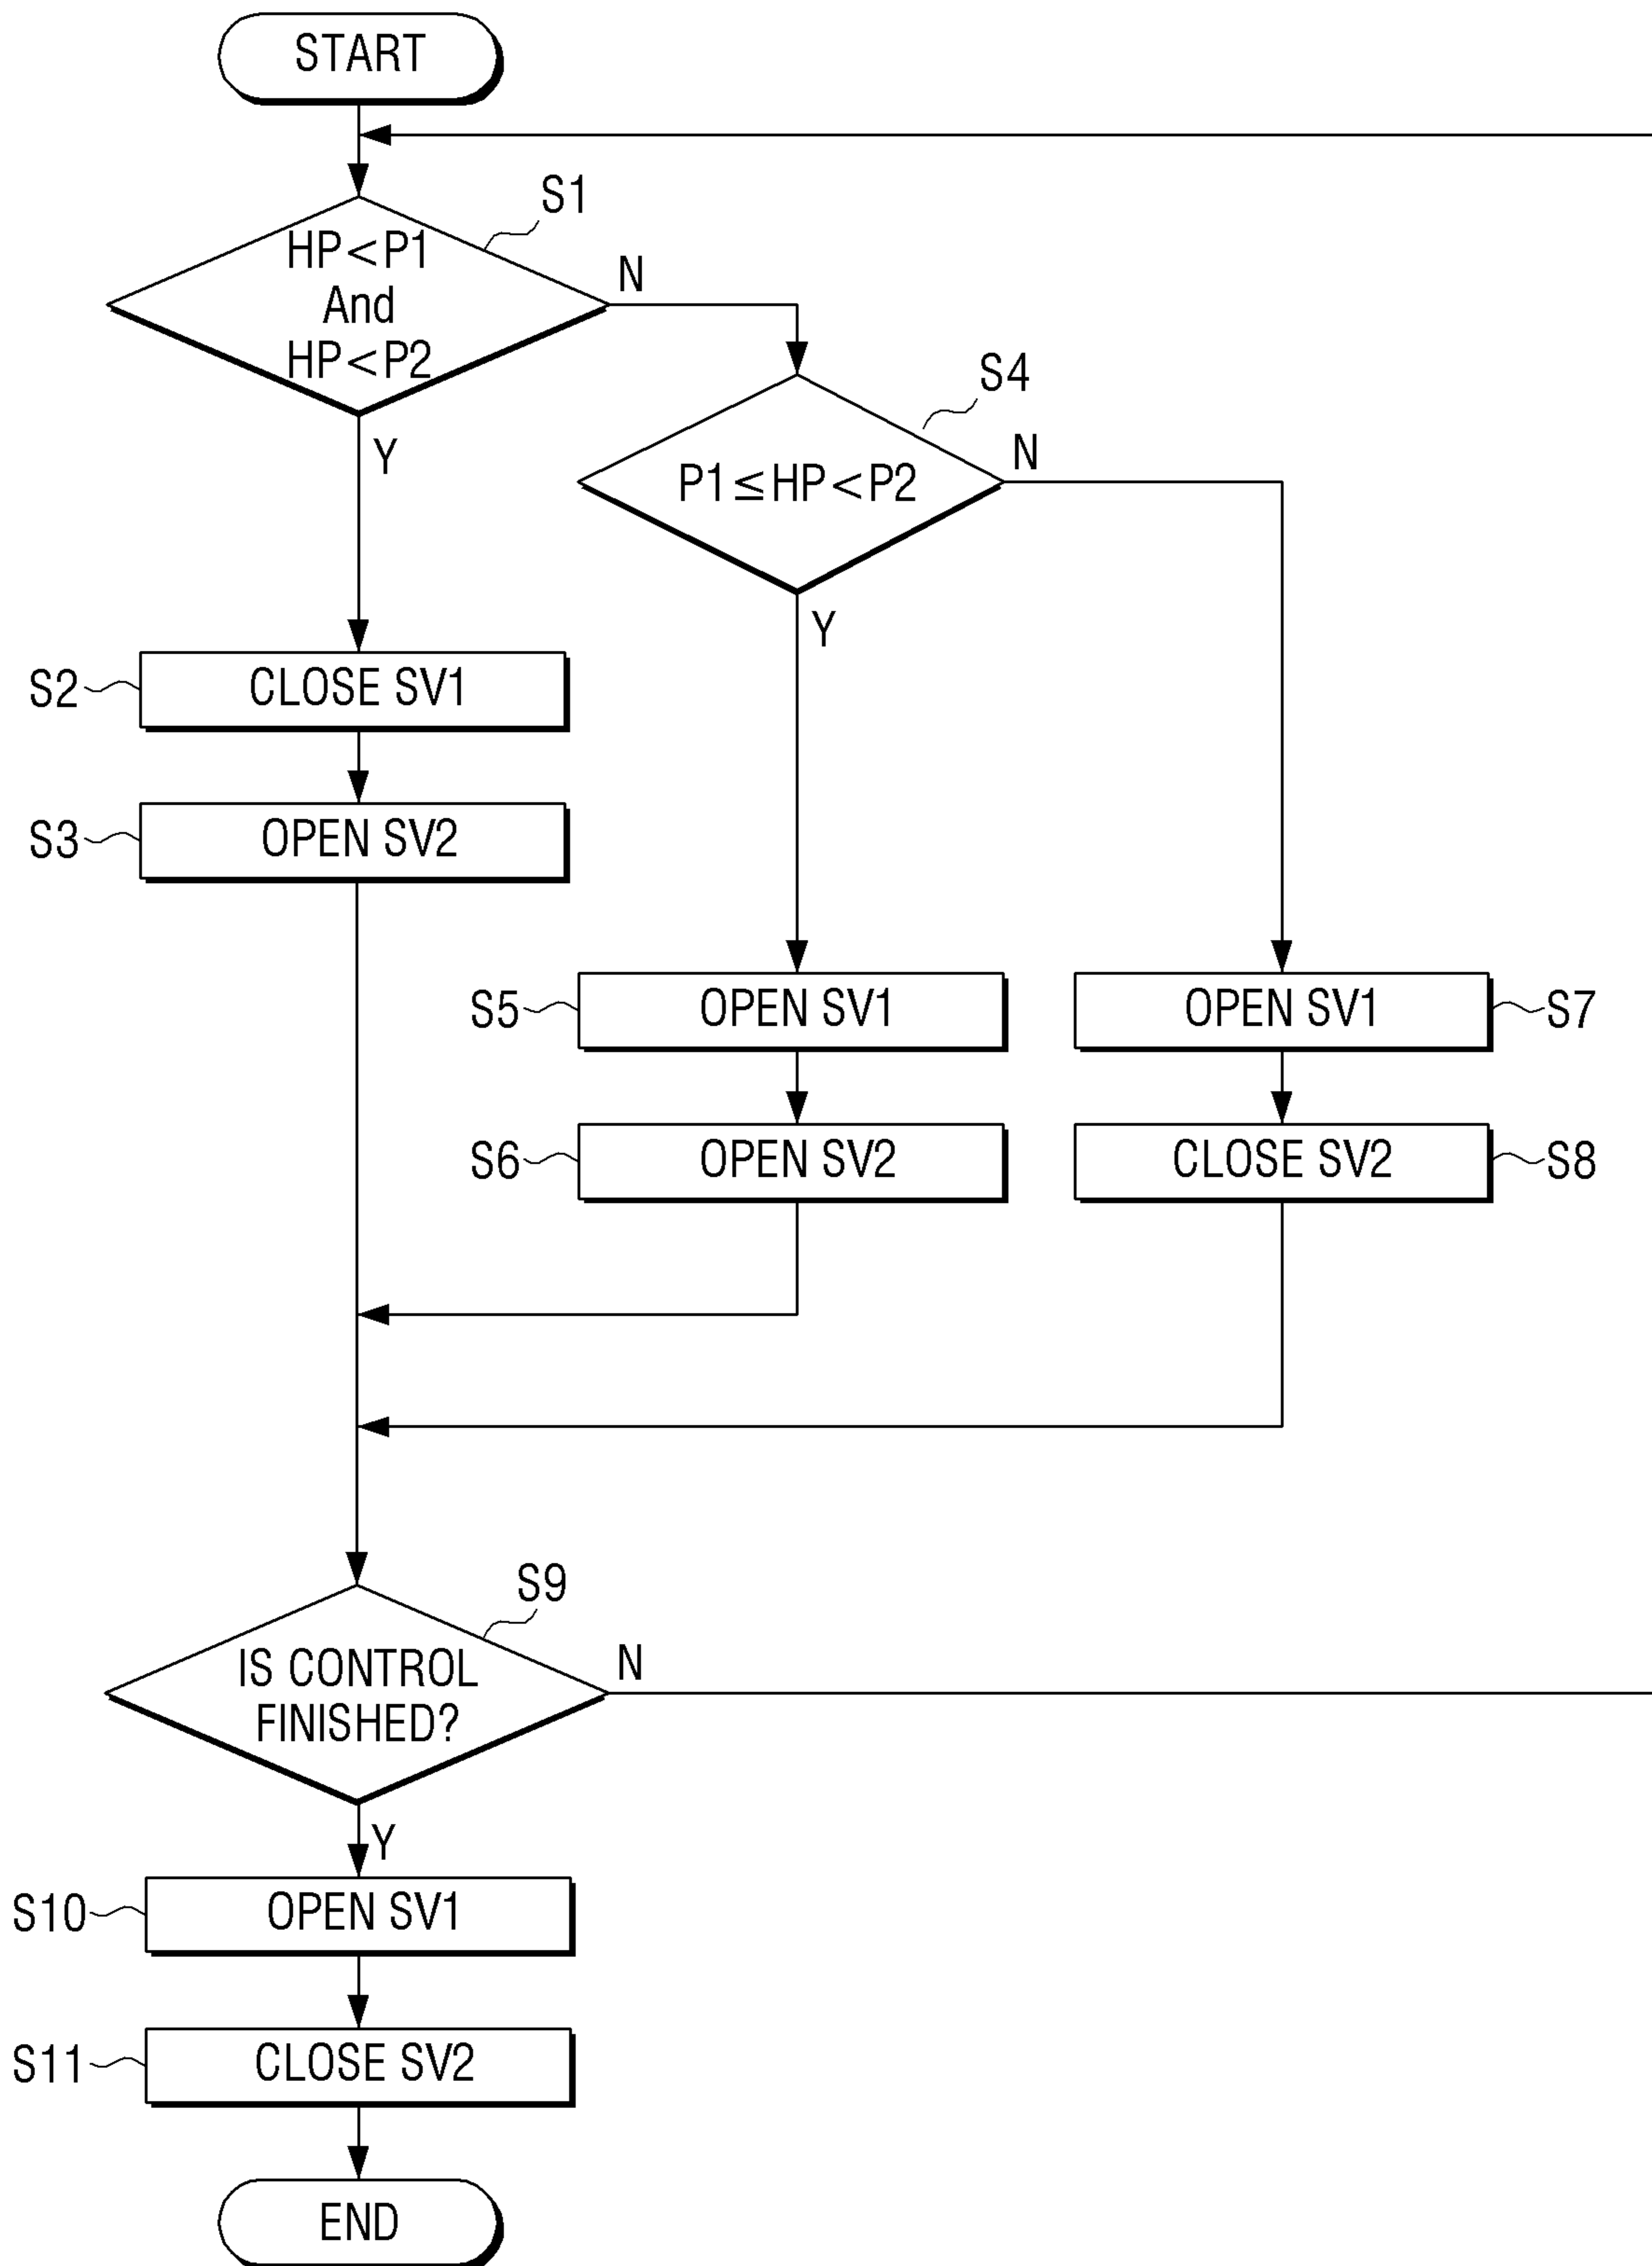 START
S1
HP<P1
And
HP<P2
N
Y
S4
P1≤HP<P2
N
Y
S2
CLOSE SV1
S3
OPEN SV2
S5
OPEN SV1
OPEN SV1
S7
S6
OPEN SV2
CLOSE SV2
S8
S9
IS CONTROL
FINISHED?
N
Y
S10
OPEN SV1
S11
CLOSE SV2
END